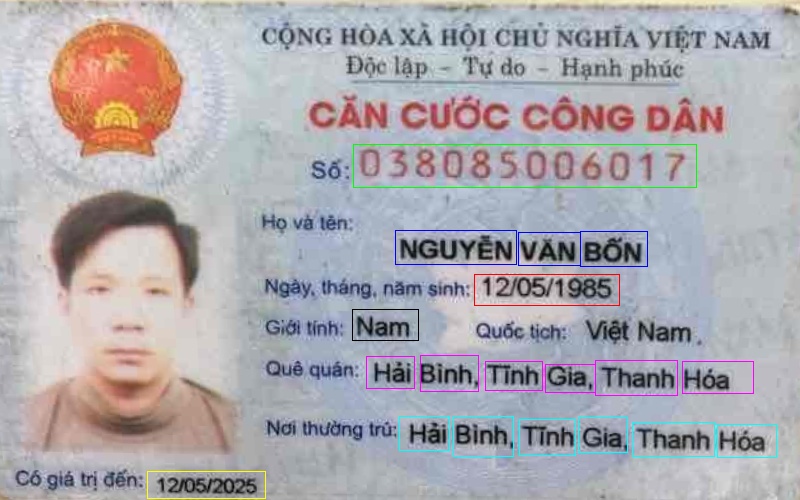 CỘNG HÒA XÃ HỘI CHỦ NGHĨA VIỆT NAM
Độc lập - Tự do - Hạnh phúc
CĂN CƯỚC CÔNG DÂN
Số: 038085006017
Họ và tên:
NGUYỄN VĂN BỐN
Ngày, tháng, năm sinh: 12/05/1985
Giới tính: Nam Quốc tịch: Việt Nam
Quê quán: Hải Bình, Tĩnh Gia, Thanh Hóa
Nơi thường trú: Hải Bình, Tĩnh Gia, Thanh Hóa
Có giá trị đến: 12/05/2025